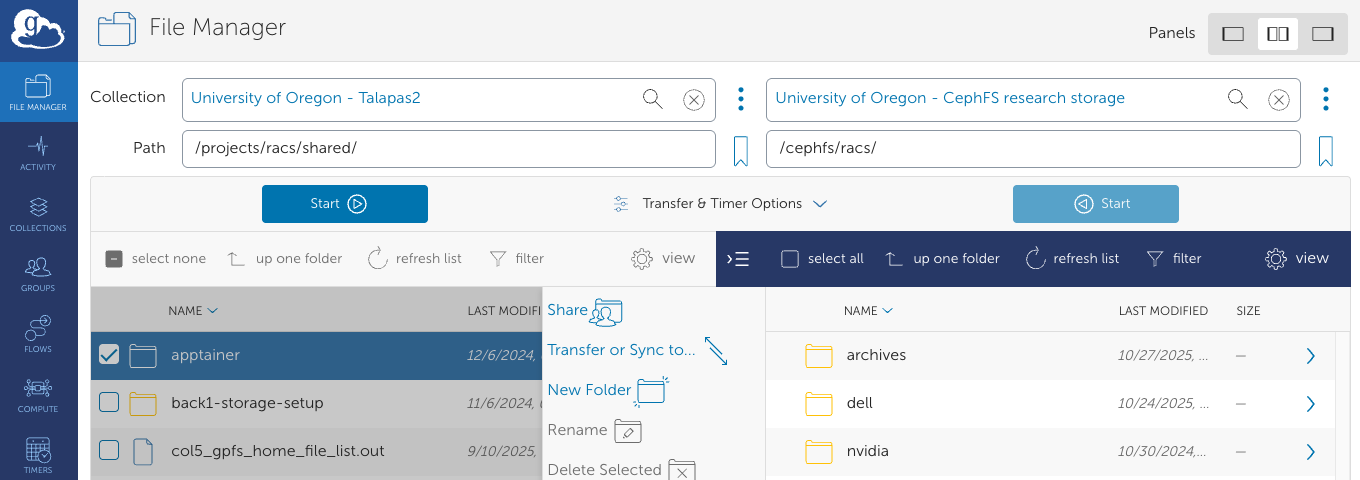 g
File Manager
Panels
FILE MANAGER
ACTIVITY
COLLECTIONS
GROUPS
FLOWS
COMPUTE
TIMERS
Collection University of Oregon - Talapas2 University of Oregon - CephFS research storage
Path /projects/racs/shared/ /cephfs/racs/
Start Transfer & Timer Options Start
select none up one folder refresh list filter view select all up one folder refresh list filter view
NAME LAST MODIFI Share NAME LAST MODIFIED SIZE
apptainer 12/6/2024, Transfer or Sync to... archives 10/27/2025, ... —
back1-storage-setup 11/6/2024, New Folder dell 10/24/2025, ... —
Rename
col5_gpfs_home_file_list.out 9/10/2025, nvidia 10/30/2024,... —
Delete Selected